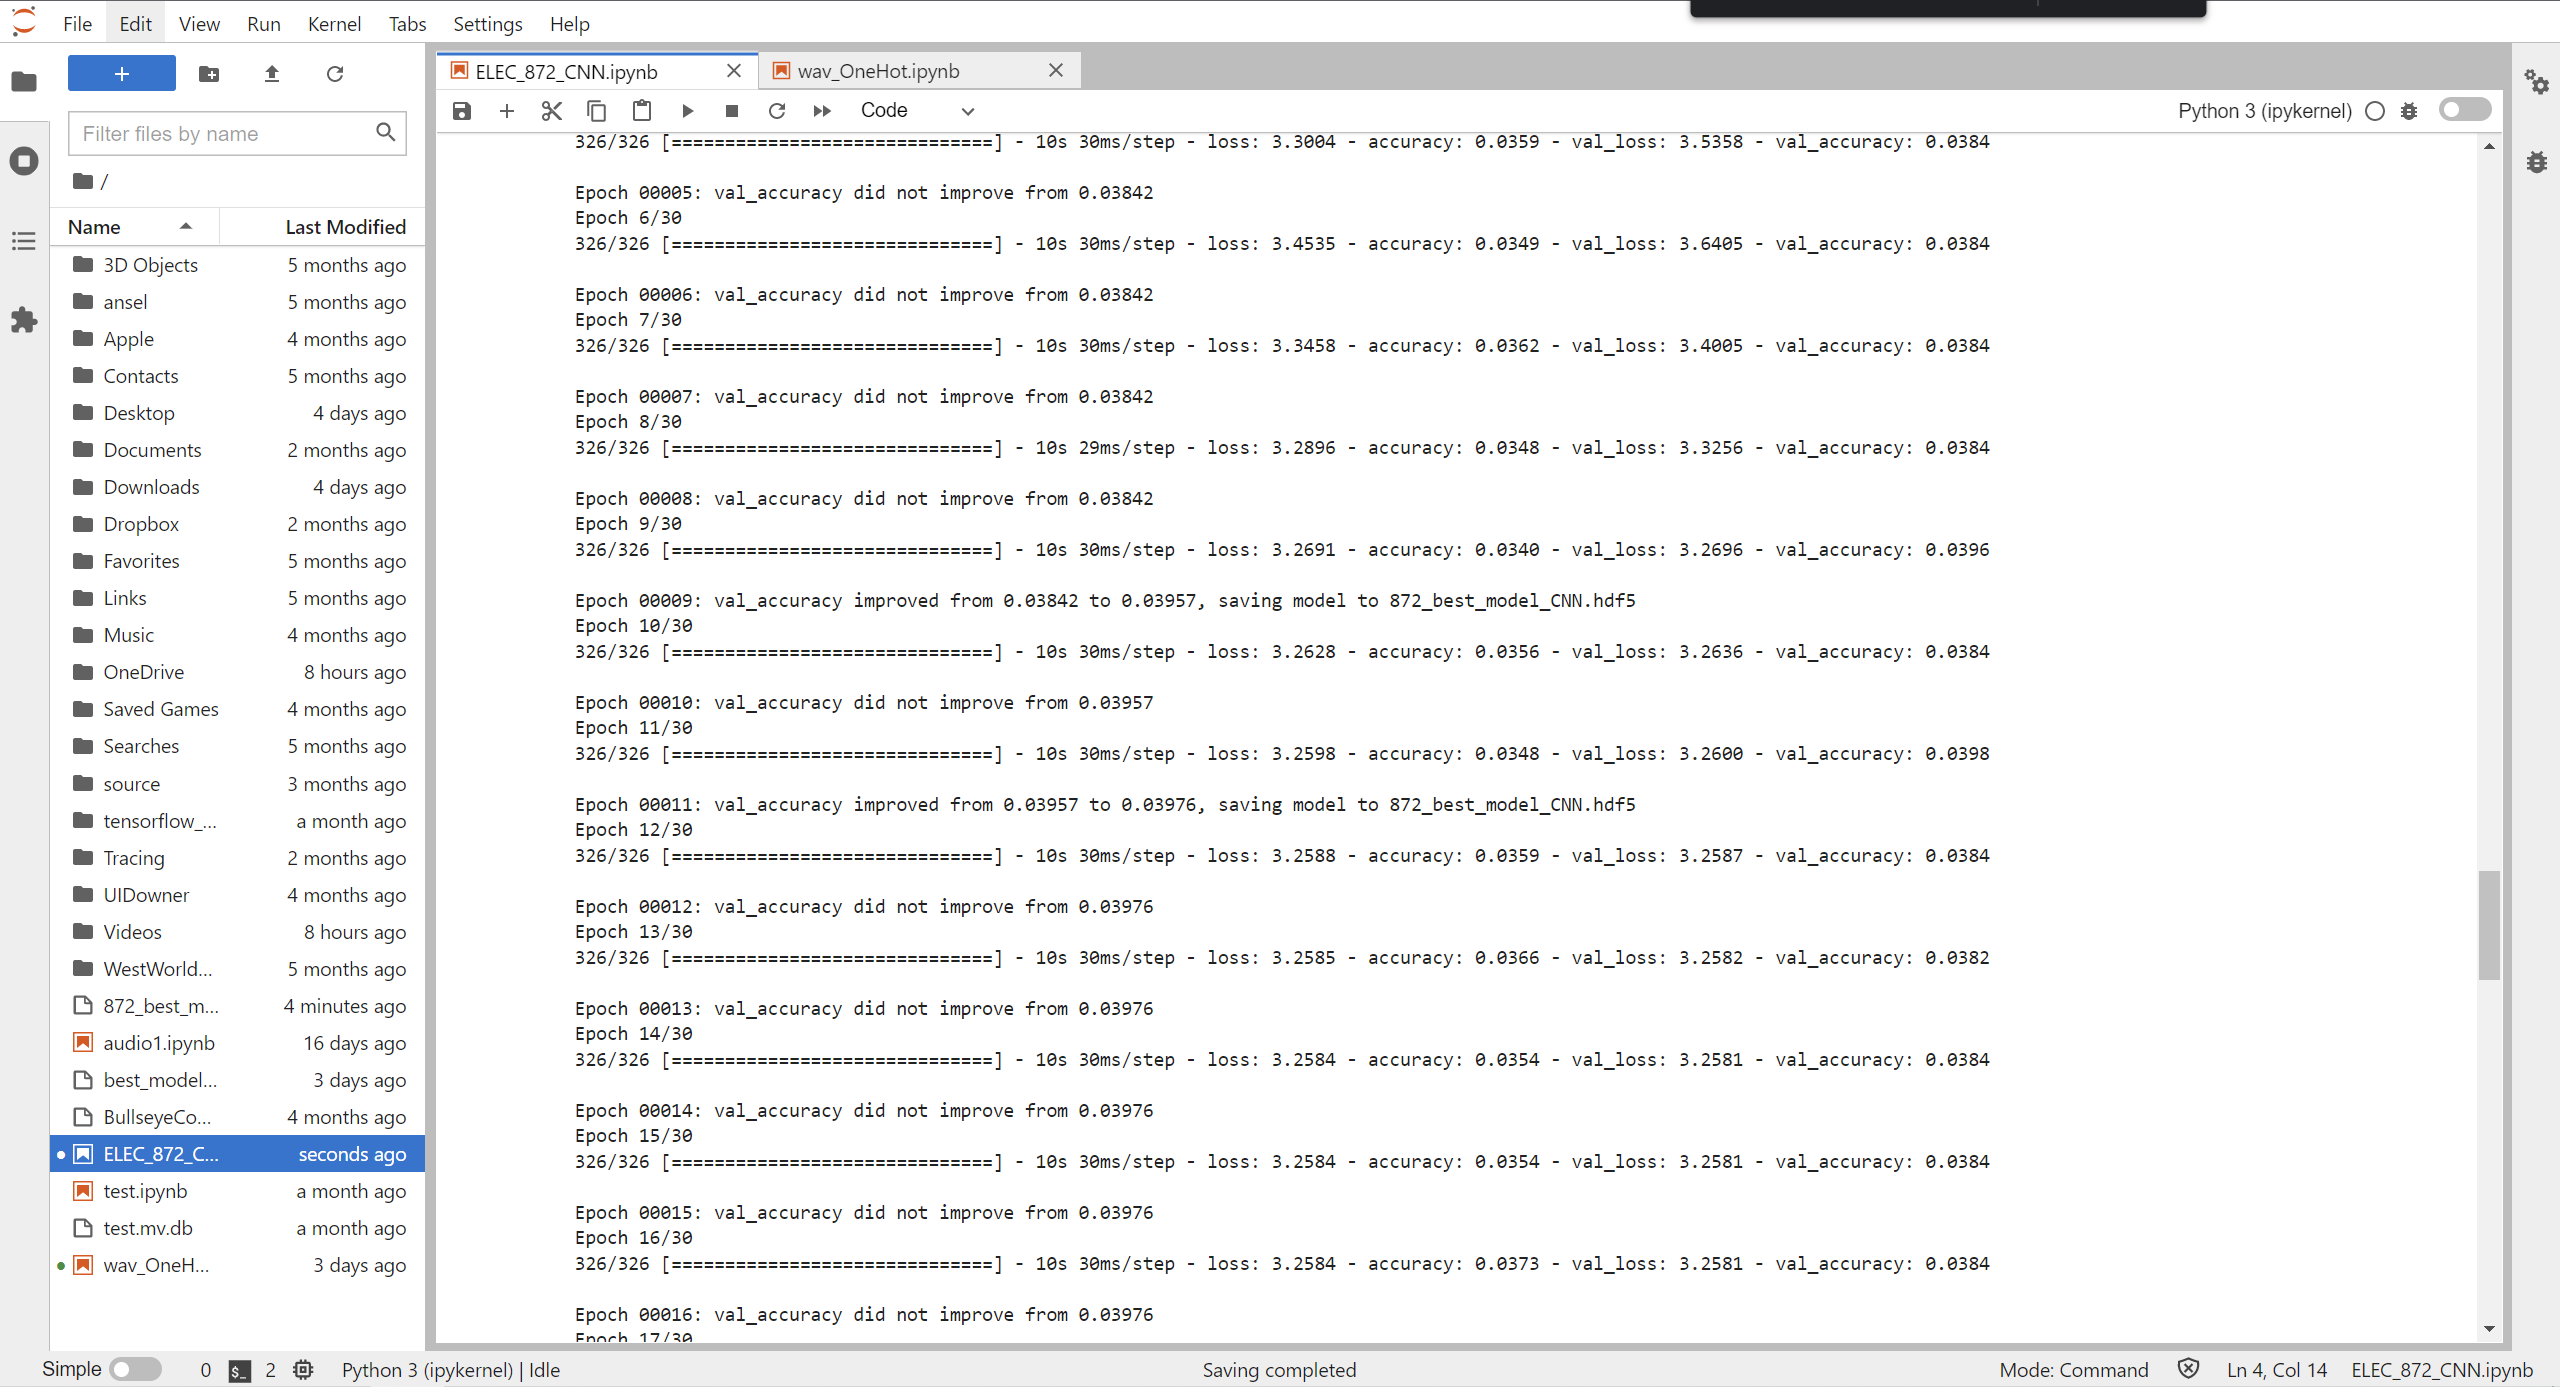 File Edit View Run Kernel Tabs Settings Help
ELEC_872_CNN.ipynb
wav_OneHot.ipynb
Code
Python 3 (ipykernel)
Filter files by name
/
Name Last Modified
3D Objects 5 months ago
ansel 5 months ago
Apple 4 months ago
Contacts 5 months ago
Desktop 4 days ago
Documents 2 months ago
Downloads 4 days ago
Dropbox 2 months ago
Favorites 5 months ago
Links 5 months ago
Music 4 months ago
OneDrive 8 hours ago
Saved Games 4 months ago
Searches 5 months ago
source 3 months ago
tensorflow_... a month ago
Tracing 2 months ago
UIDowner 4 months ago
Videos 8 hours ago
WestWorld... 5 months ago
872_best_m... 4 minutes ago
audio1.ipynb 16 days ago
best_model... 3 days ago
BullseyeCo... 4 months ago
ELEC_872_C... seconds ago
test.ipynb a month ago
test.mv.db a month ago
wav_OneH... 3 days ago
326/326 [==============================] - 10s 30ms/step - loss: 3.3004 - accuracy: 0.0359 - val_loss: 3.5358 - val_accuracy: 0.0384
Epoch 00005: val_accuracy did not improve from 0.03842
Epoch 6/30
326/326 [==============================] - 10s 30ms/step - loss: 3.4535 - accuracy: 0.0349 - val_loss: 3.6405 - val_accuracy: 0.0384
Epoch 00006: val_accuracy did not improve from 0.03842
Epoch 7/30
326/326 [==============================] - 10s 30ms/step - loss: 3.3458 - accuracy: 0.0362 - val_loss: 3.4005 - val_accuracy: 0.0384
Epoch 00007: val_accuracy did not improve from 0.03842
Epoch 8/30
326/326 [==============================] - 10s 29ms/step - loss: 3.2896 - accuracy: 0.0348 - val_loss: 3.3256 - val_accuracy: 0.0384
Epoch 00008: val_accuracy did not improve from 0.03842
Epoch 9/30
326/326 [==============================] - 10s 30ms/step - loss: 3.2691 - accuracy: 0.0340 - val_loss: 3.2696 - val_accuracy: 0.0396
Epoch 00009: val_accuracy improved from 0.03842 to 0.03957, saving model to 872_best_model_CNN.hdf5
Epoch 10/30
326/326 [==============================] - 10s 30ms/step - loss: 3.2628 - accuracy: 0.0356 - val_loss: 3.2636 - val_accuracy: 0.0384
Epoch 00010: val_accuracy did not improve from 0.03957
Epoch 11/30
326/326 [==============================] - 10s 30ms/step - loss: 3.2598 - accuracy: 0.0348 - val_loss: 3.2600 - val_accuracy: 0.0398
Epoch 00011: val_accuracy improved from 0.03957 to 0.03976, saving model to 872_best_model_CNN.hdf5
Epoch 12/30
326/326 [==============================] - 10s 30ms/step - loss: 3.2588 - accuracy: 0.0359 - val_loss: 3.2587 - val_accuracy: 0.0384
Epoch 00012: val_accuracy did not improve from 0.03976
Epoch 13/30
326/326 [==============================] - 10s 30ms/step - loss: 3.2585 - accuracy: 0.0366 - val_loss: 3.2582 - val_accuracy: 0.0382
Epoch 00013: val_accuracy did not improve from 0.03976
Epoch 14/30
326/326 [==============================] - 10s 30ms/step - loss: 3.2584 - accuracy: 0.0354 - val_loss: 3.2581 - val_accuracy: 0.0384
Epoch 00014: val_accuracy did not improve from 0.03976
Epoch 15/30
326/326 [==============================] - 10s 30ms/step - loss: 3.2584 - accuracy: 0.0354 - val_loss: 3.2581 - val_accuracy: 0.0384
Epoch 00015: val_accuracy did not improve from 0.03976
Epoch 16/30
326/326 [==============================] - 10s 30ms/step - loss: 3.2584 - accuracy: 0.0373 - val_loss: 3.2581 - val_accuracy: 0.0384
Epoch 00016: val_accuracy did not improve from 0.03976
Epoch 17/30
Simple 0 $_ 2 Python 3 (ipykernel) | Idle Saving completed Mode: Command Ln 4, Col 14 ELEC_872_CNN.ipynb